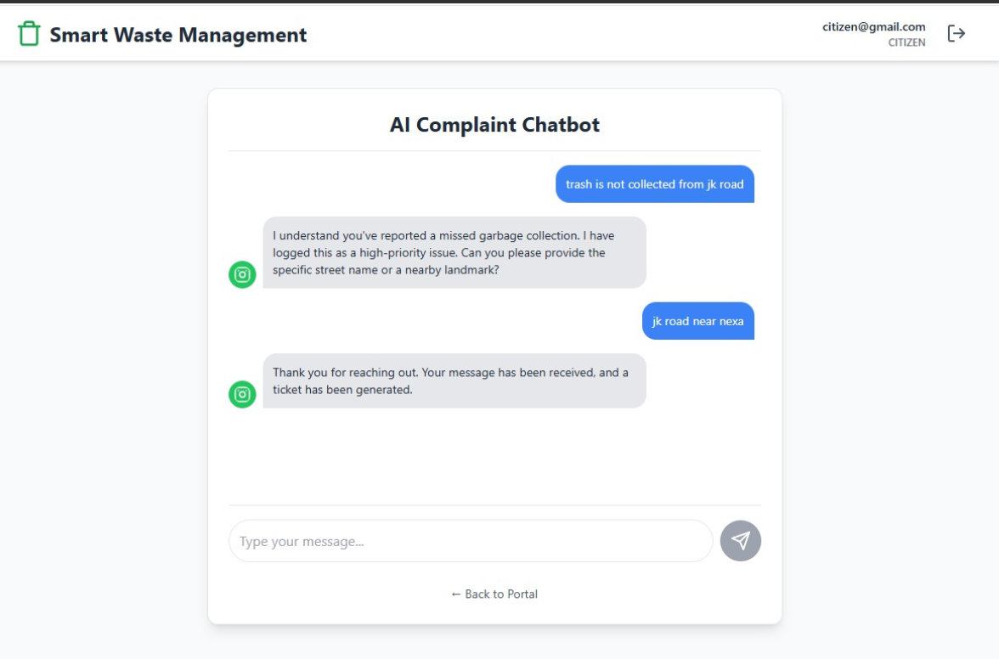 Smart Waste Management
citizen@gmail.com
CITIZEN
AI Complaint Chatbot
trash is not collected from jk road
I understand you've reported a missed garbage collection. I have
logged this as a high-priority issue. Can you please provide the
specific street name or a nearby landmark?
jk road near nexa
Thank you for reaching out. Your message has been received, and a
ticket has been generated.
Type your message...
← Back to Portal